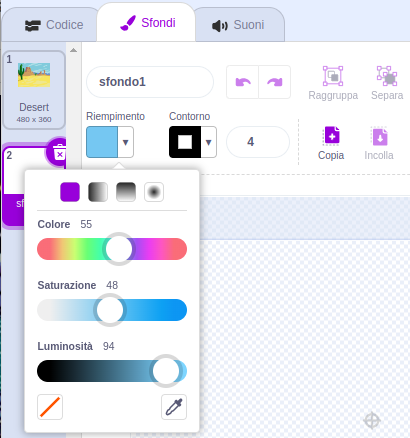 Codice
Sfondi
Suoni
1
Desert
480 x 360
2
sf
sfondo1
Raggruppa
Separa
Riempimento
Contorno
4
Copia
Incolla
Colore 55
Saturazione 48
Luminosità 94